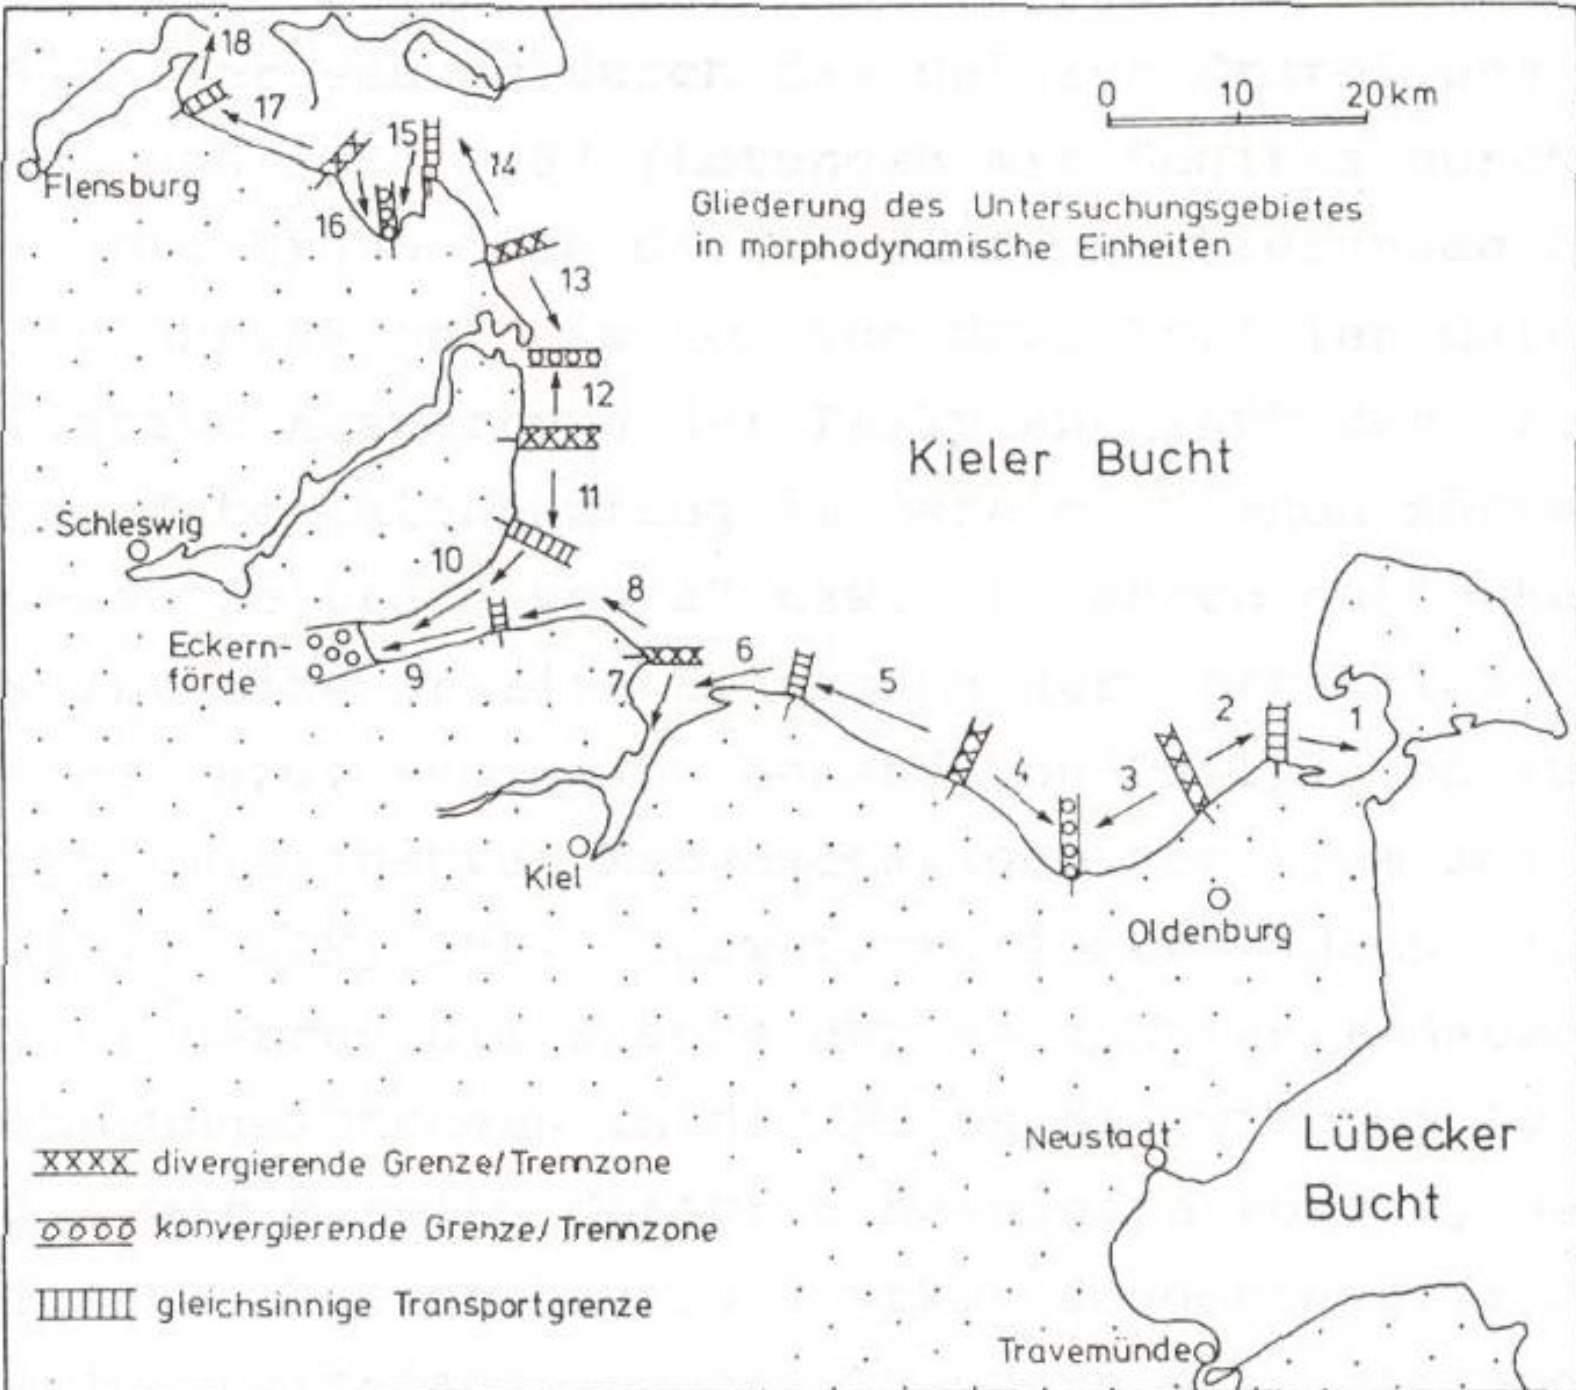 18
0 10 20 km
17
15
14
Flensburg
Gliederung des Untersuchungsgebietes
in morphodynamische Einheiten
16
13
12
Kieler Bucht
11
Schleswig
10
8
Eckern-
förde
9
7
6
5
2
1
4
3
Kiel
Oldenburg
Neustadt
Lübecker
Bucht
XXXX divergierende Grenze/Trennzone
OOOO konvergierende Grenze/Trennzone
gleichsinnige Transportgrenze
Travemünde